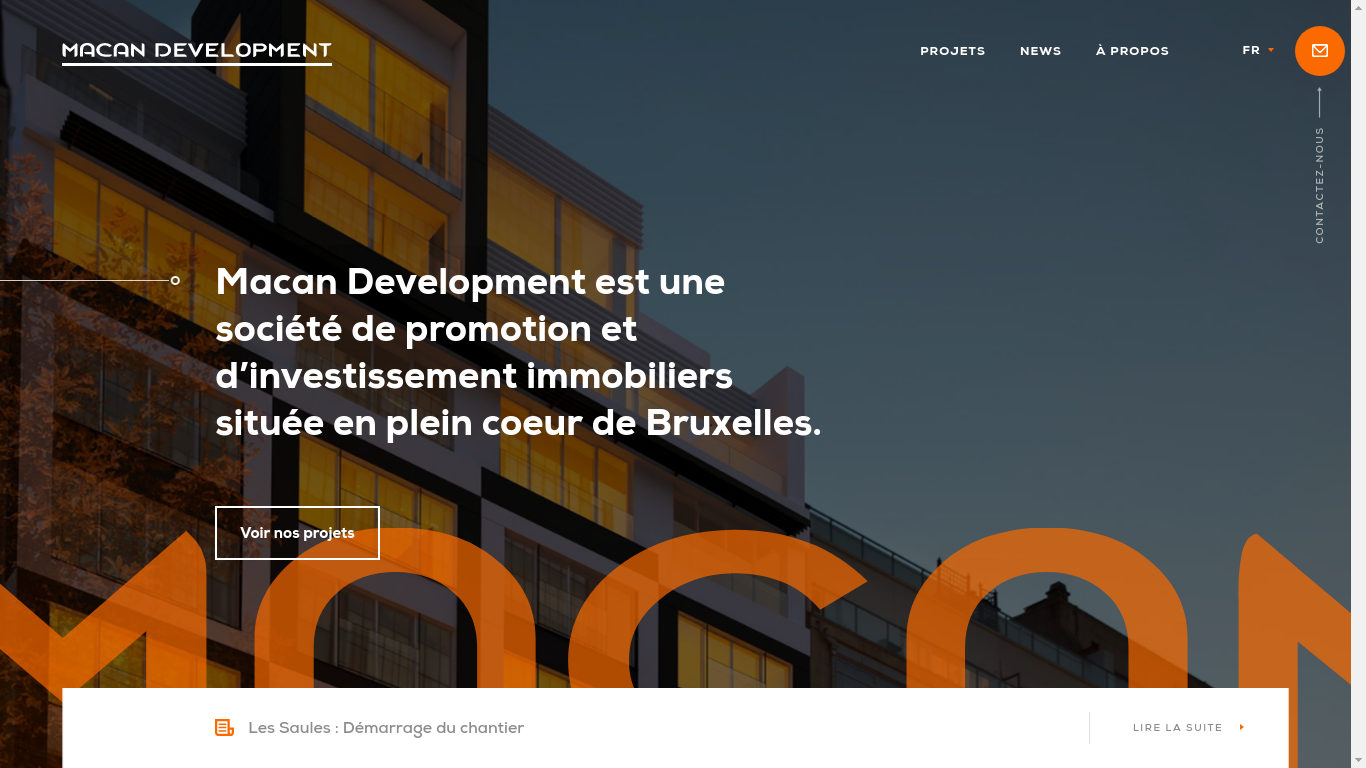 MACAN DEVELOPMENT
PROJETS
NEWS
À PROPOS
FR
CONTACTEZ-NOUS
Macan Development est une
société de promotion et
d’investissement immobiliers
située en plein coeur de Bruxelles.
Voir nos projets
MACAN
Les Saules : Démarrage du chantier
LIRE LA SUITE